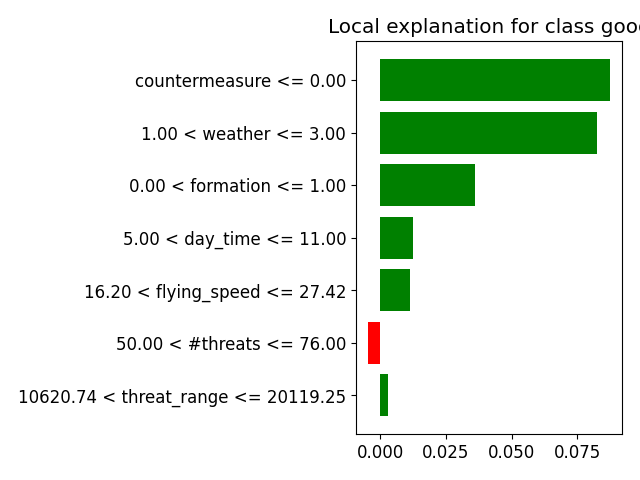 Local explanation for class good
countermeasure <= 0.00
1.00 < weather <= 3.00
0.00 < formation <= 1.00
5.00 < day_time <= 11.00
16.20 < flying_speed <= 27.42
50.00 < #threats <= 76.00
10620.74 < threat_range <= 20119.25
0.000 0.025 0.050 0.075